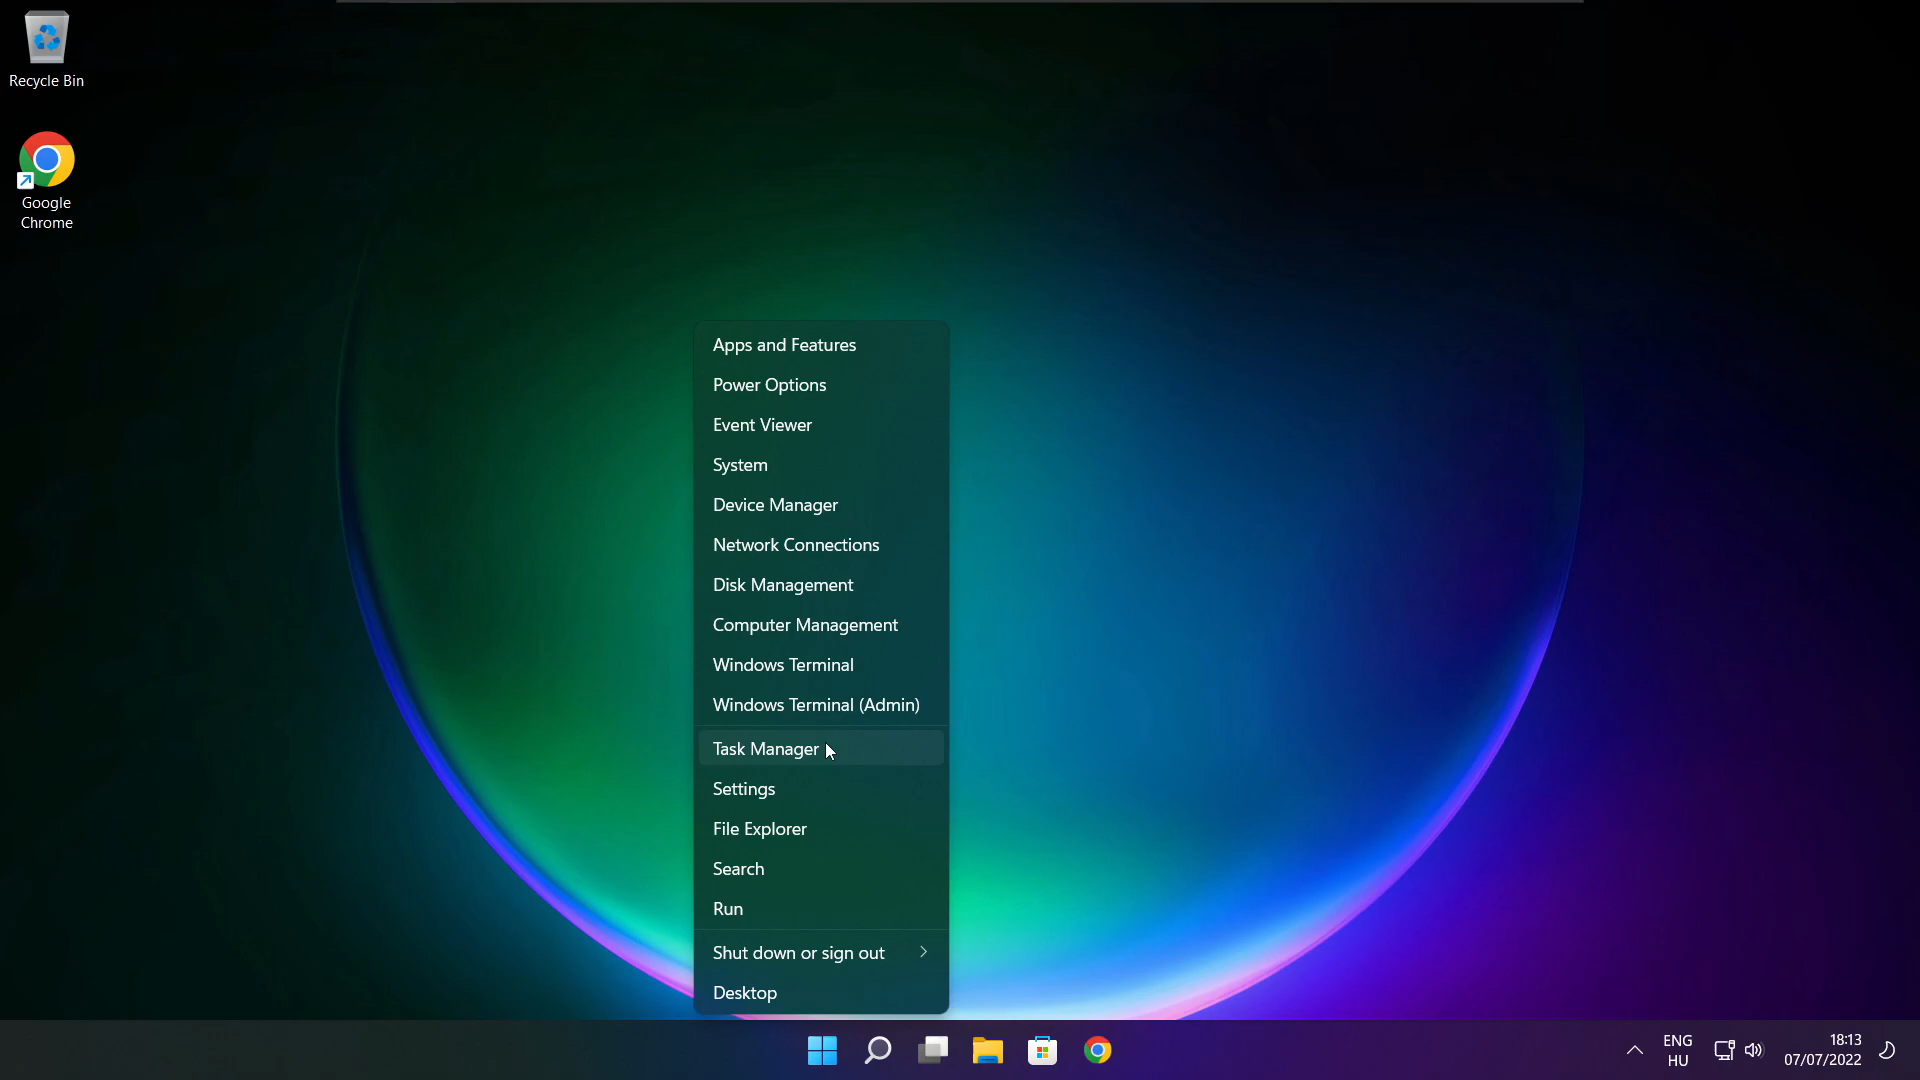 Recycle Bin
Google
Chrome
Apps and Features
Power Options
Event Viewer
System
Device Manager
Network Connections
Disk Management
Computer Management
Windows Terminal
Windows Terminal (Admin)
Task Manager
Settings
File Explorer
Search
Run
Shut down or sign out
Desktop
ENG
HU
18:13
07/07/2022